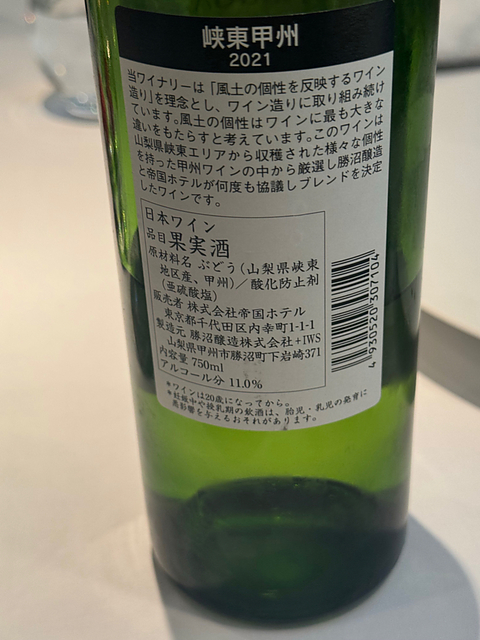 峡東甲州
2021
当ワイナリーは「風土の個性を反映するワイン
造り」を理念とし、ワイン造りに取り組み続け
ています。風土の個性はワインに最も大きな
違いをもたらすと考えています。このワインは
山梨県峡東エリアから収穫された様々な個性
を持った甲州ワインの中から厳選し勝沼醸造
と帝国ホテルが何度も協議しブレンドを決定
したワインです。
日本ワイン
品目 果実酒
原材料名 ぶどう(山梨県峡東
地区産、甲州)/酸化防止剤
(亜硫酸塩)
販売者 株式会社帝国ホテル
東京都千代田区内幸町1-1-1
製造元 勝沼醸造株式会社+IWS
山梨県甲州市勝沼町下岩崎371
内容量 750ml
アルコール分 11.0%
4 930520 307104
*ワインは20歳になってから。
*妊娠中や授乳期の飲酒は、胎児・乳児の発育に
悪影響を与えるおそれがあります。